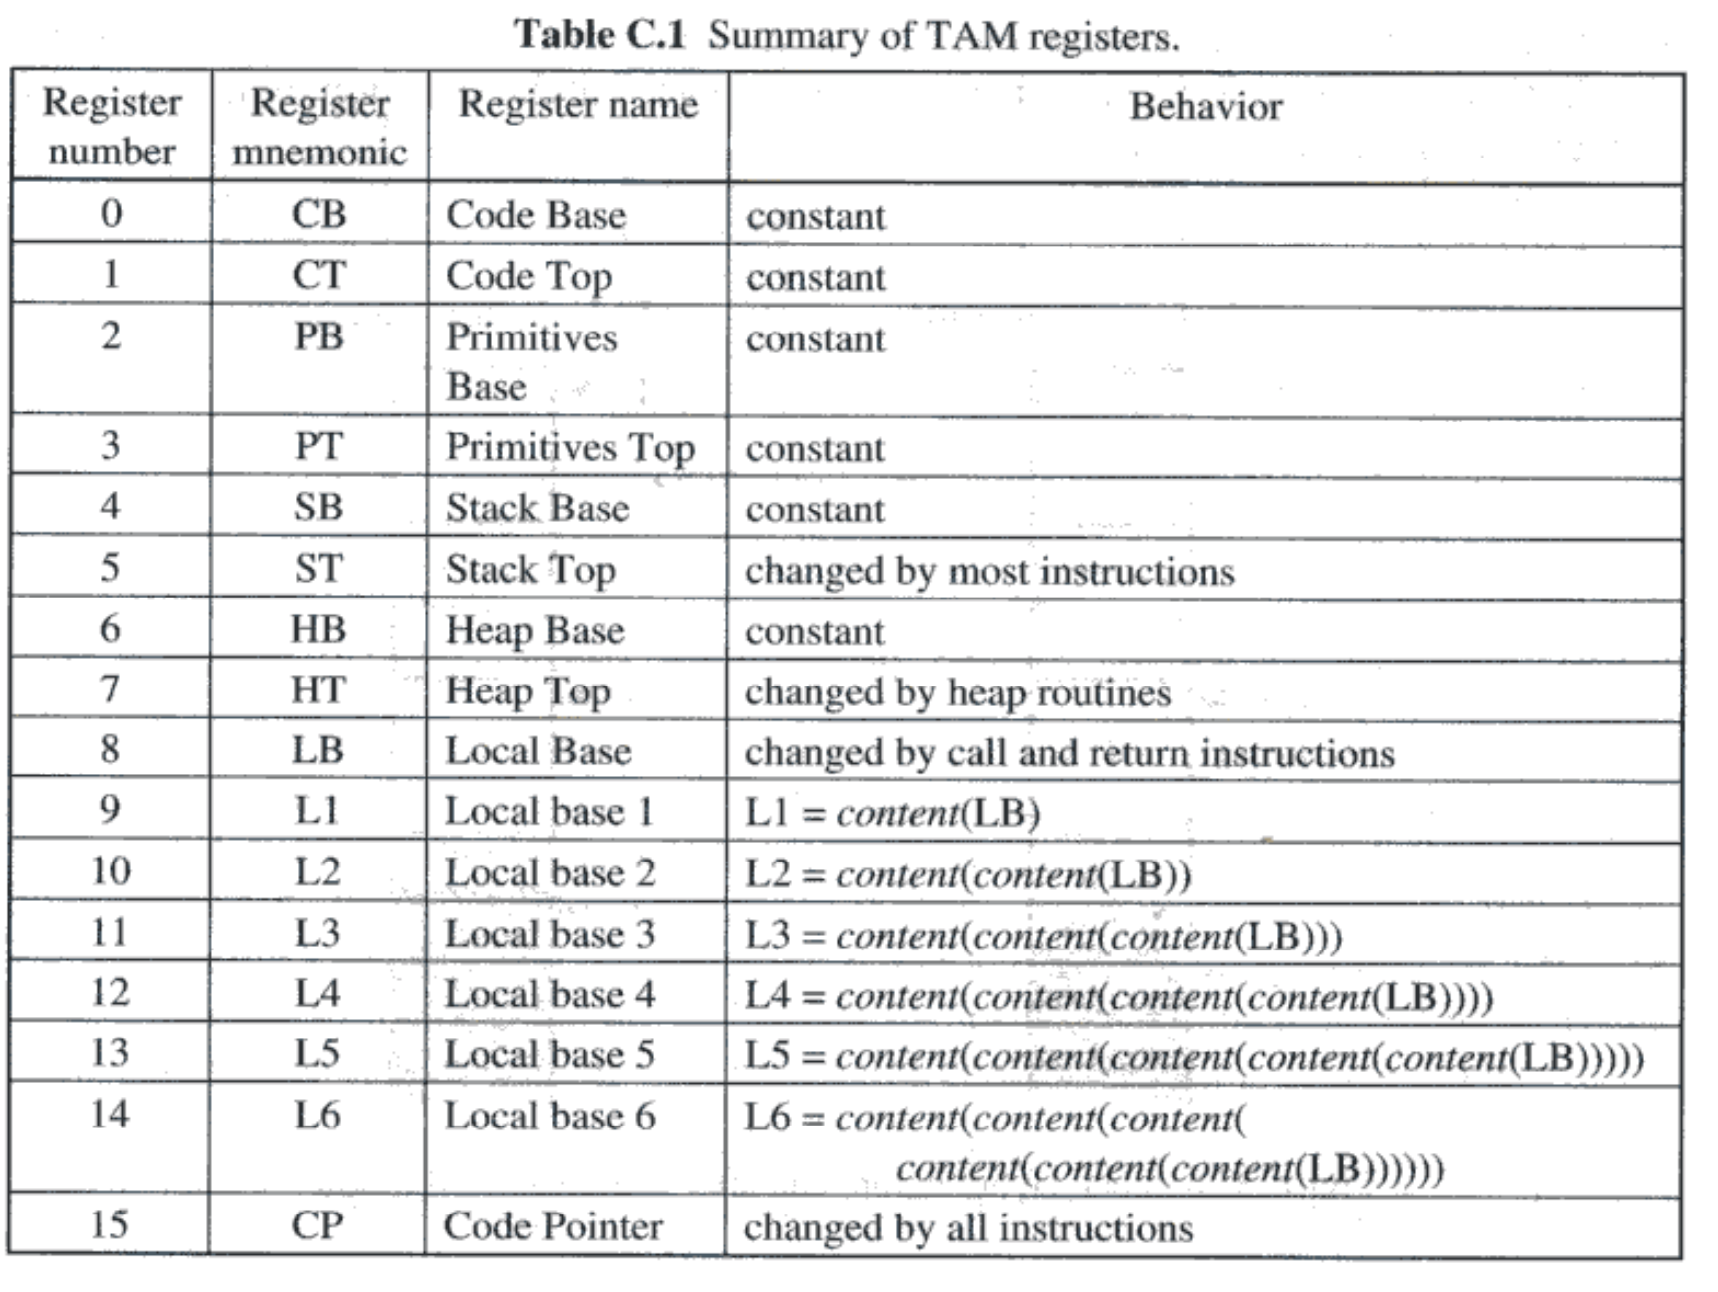 Table C.1 Summary of TAM registers.
Register number Register mnemonic Register name Behavior
0 CB Code Base constant
1 CT Code Top constant
2 PB Primitives Base constant
3 PT Primitives Top constant
4 SB Stack Base constant
5 ST Stack Top changed by most instructions
6 HB Heap Base constant
7 HT Heap Top changed by heap routines
8 LB Local Base changed by call and return instructions
9 L1 Local base 1 L1 = content(LB)
10 L2 Local base 2 L2 = content(content(LB))
11 L3 Local base 3 L3 = content(content(content(LB)))
12 L4 Local base 4 L4 = content(content(content(content(LB))))
13 L5 Local base 5 L5 = content(content(content(content(content(LB)))))
14 L6 Local base 6 L6 = content(content(content(
content(content(content(LB))))))
15 CP Code Pointer changed by all instructions